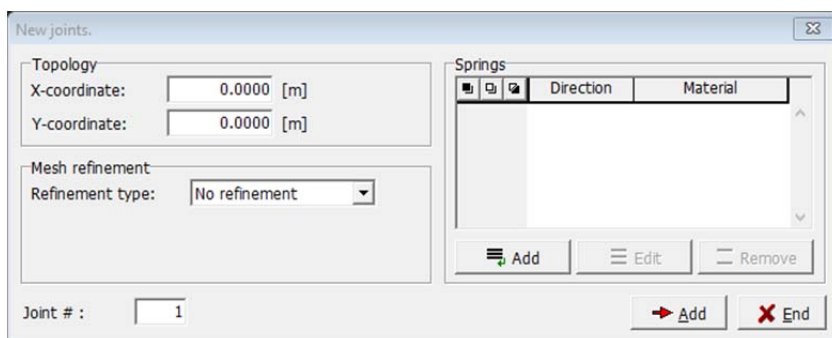 New joints.
Topology
X-coordinate: 0.0000 [m]
Y-coordinate: 0.0000 [m]
Mesh refinement
Refinement type: No refinement
Joint # : 1
Springs
Direction Material
Add Edit Remove
Add End